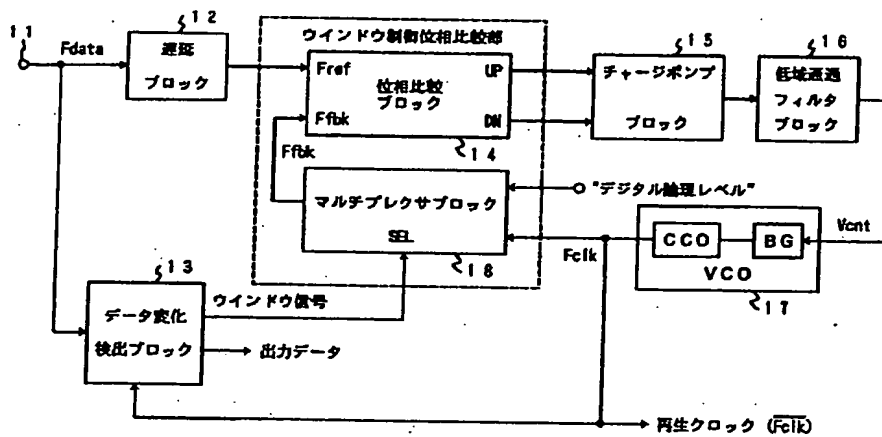 11
Fdata
12
遅延
ブロック
ウインドウ制御位相比較部
Fref
Ffbk
位相比較
ブロック
UP
DN
14
Ffbk
15
チャージポンプ
ブロック
16
低域通過
フィルタ
ブロック
マルチプレクサブロック
SEL
18
"デジタル論理レベル"
Fclk
CCO
BG
VCO
17
Vcnt
13
データ変化
検出ブロック
ウインドウ信号
出力データ
再生クロック (Fclk)